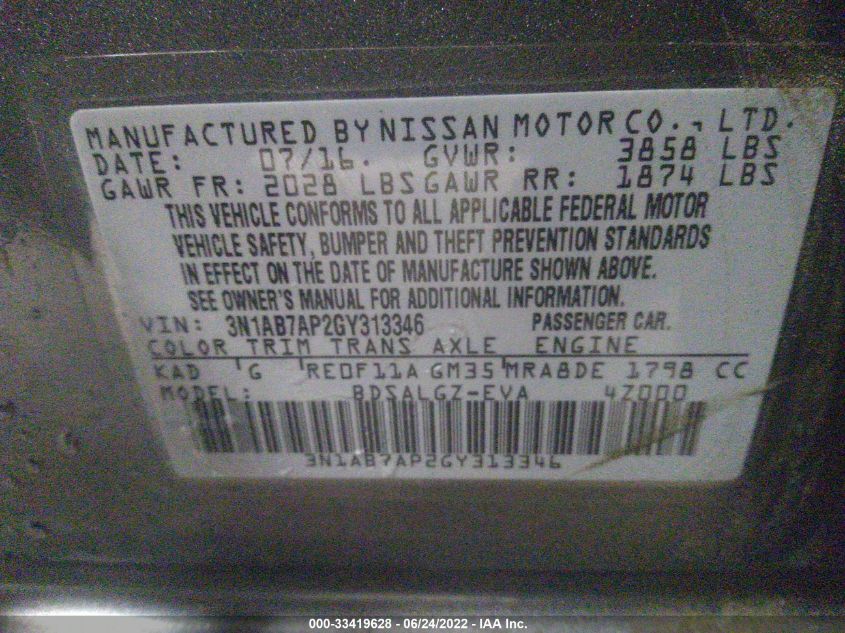 MANUFACTURED BY NISSAN MOTOR CO., LTD.
DATE: 07/16. GVWR: 3858 LBS
GAWR FR: 2028 LBS GAWR RR: 1874 LBS
THIS VEHICLE CONFORMS TO ALL APPLICABLE FEDERAL MOTOR
VEHICLE SAFETY, BUMPER AND THEFT PREVENTION STANDARDS
IN EFFECT ON THE DATE OF MANUFACTURE SHOWN ABOVE.
SEE OWNER'S MANUAL FOR ADDITIONAL INFORMATION.
VIN: 3N1AB7AP2GY313346 PASSENGER CAR.
COLOR TRIM TRANS AXLE ENGINE
KAD G RE0F11A GM35 MRA8DE 1798 CC
MODEL: BDSALGZ-EVA 4Z000
3N1AB7AP2GY313346
000-33419628 - 06/24/2022 - IAA Inc.